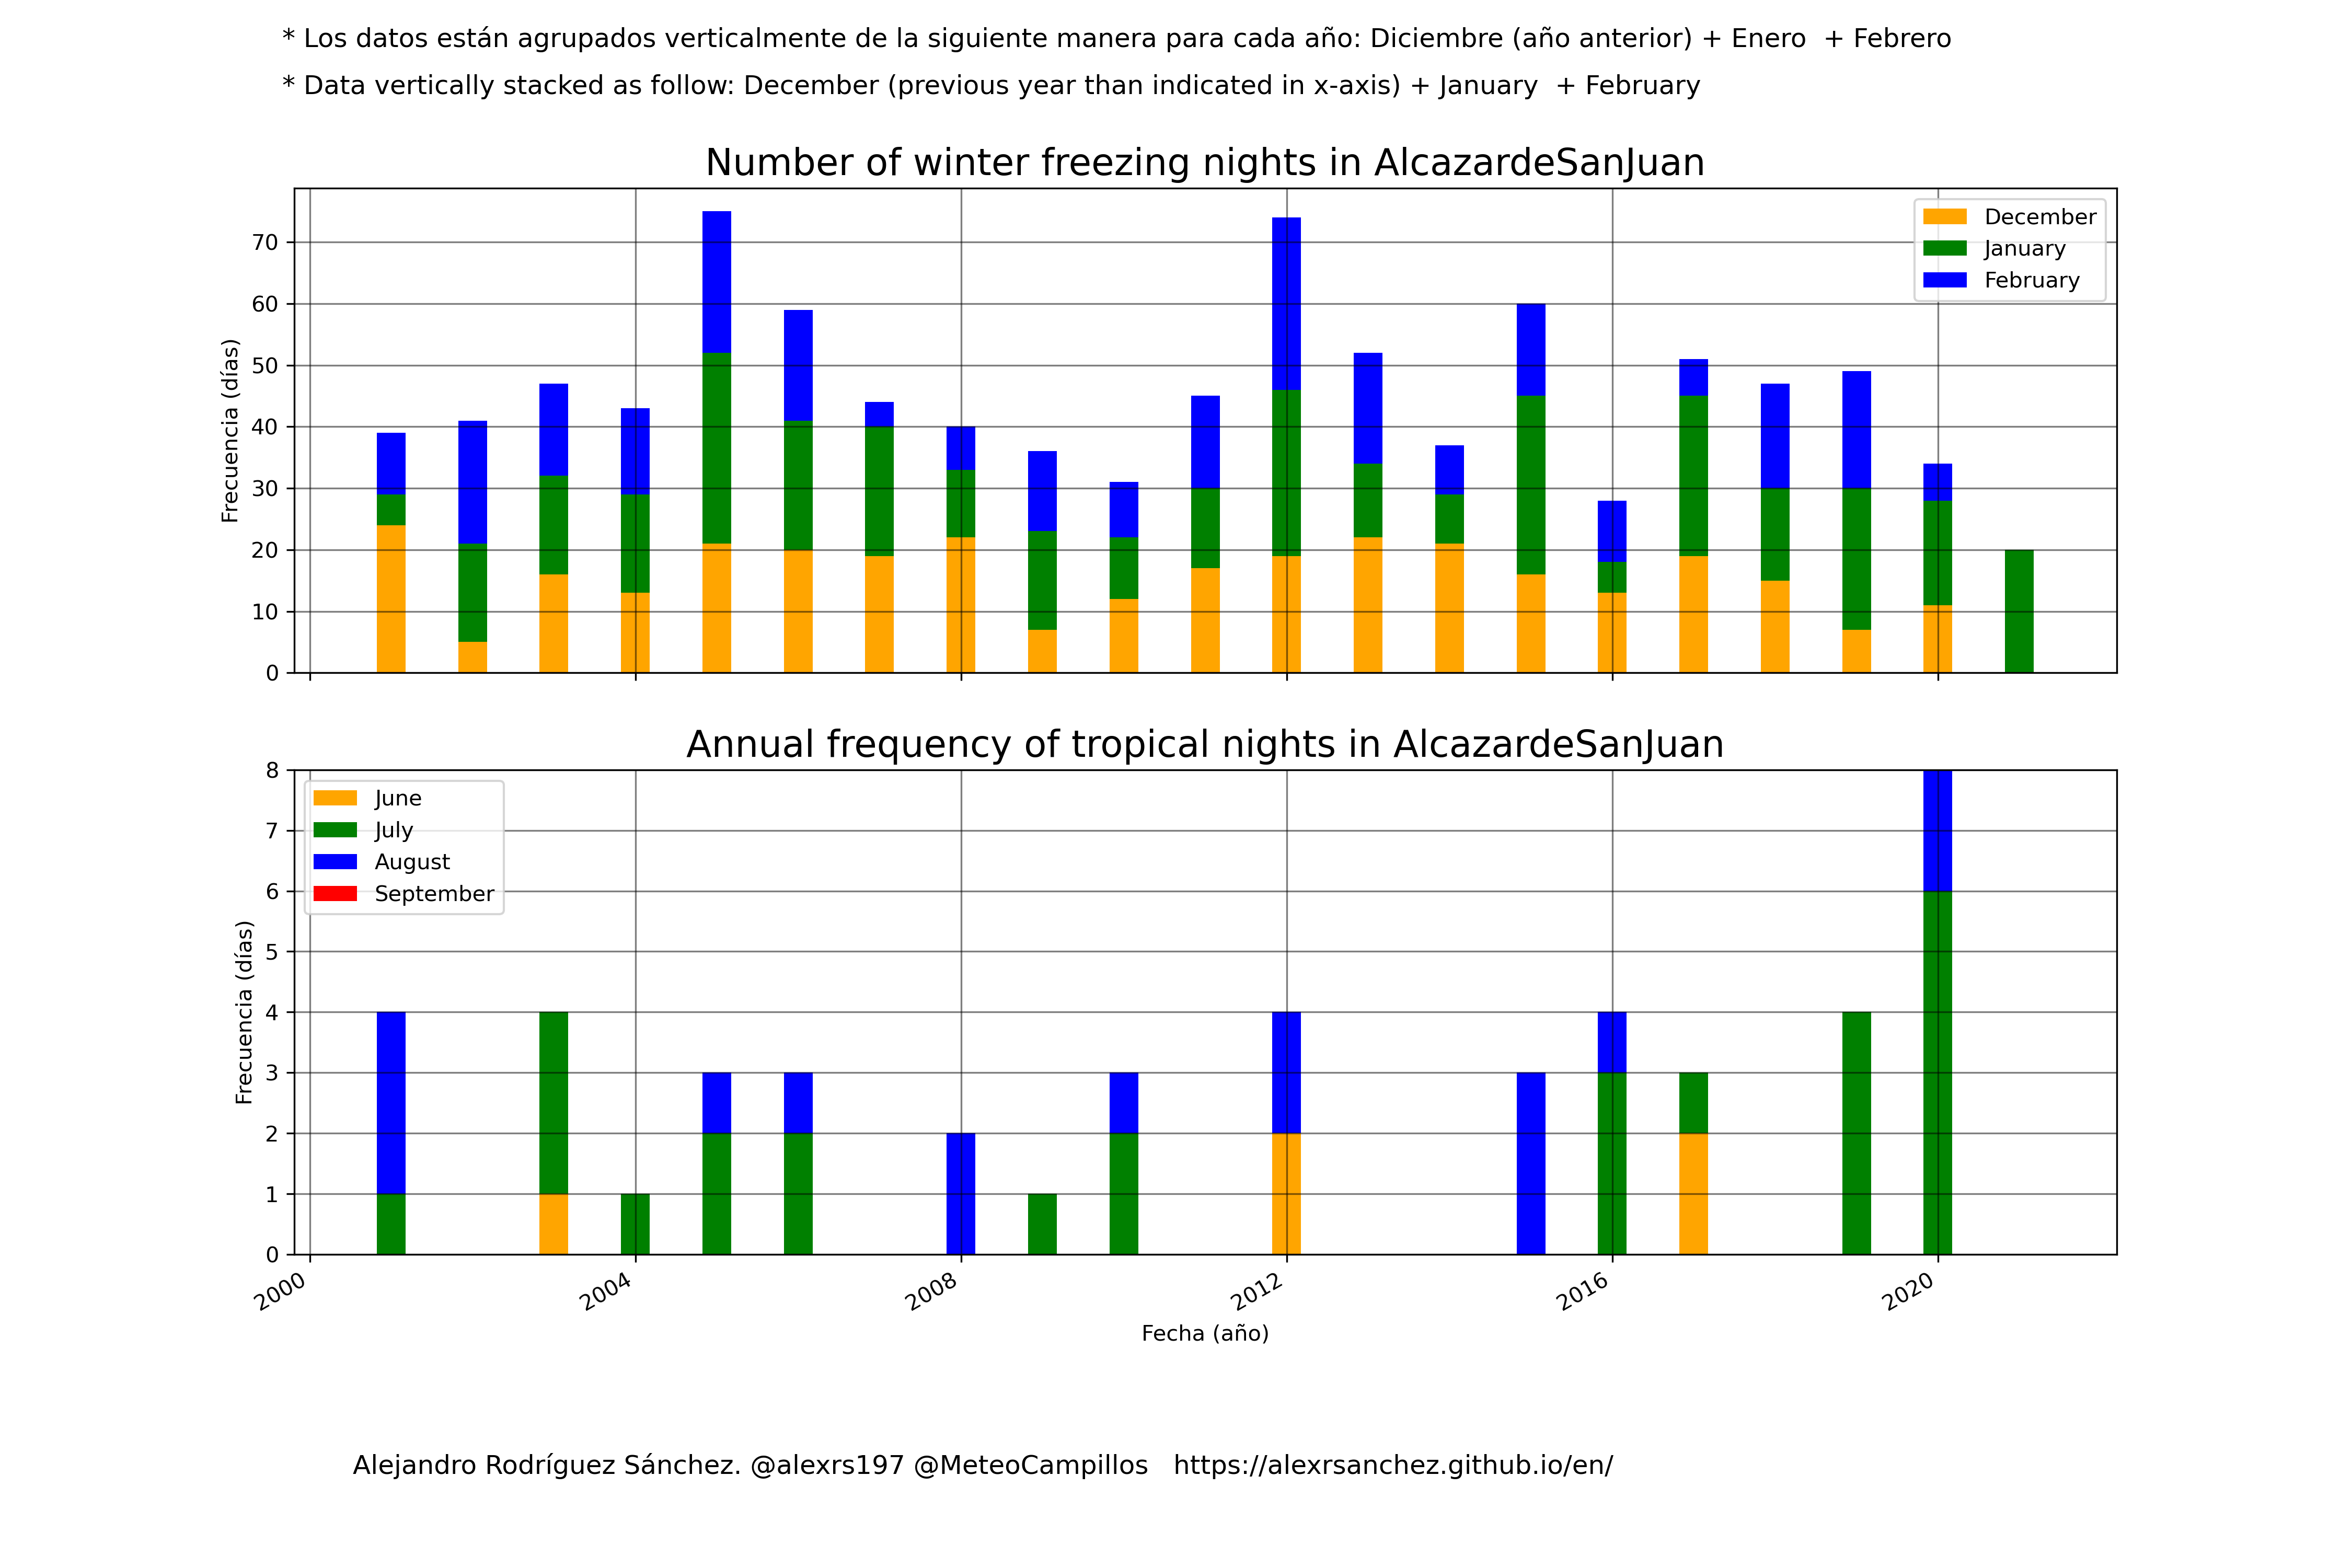 * Los datos están agrupados verticalmente de la siguiente manera para cada año: Diciembre (año anterior) + Enero  + Febrero
* Data vertically stacked as follow: December (previous year than indicated in x-axis) + January  + February
Number of winter freezing nights in AlcazardeSanJuan
Frecuencia (días)
70
60
50
40
30
20
10
0
December
January
February
Annual frequency of tropical nights in AlcazardeSanJuan
Frecuencia (días)
8
7
6
5
4
3
2
1
0
June
July
August
September
2000
2004
2008
2012
2016
2020
Fecha (año)
Alejandro Rodríguez Sánchez. @alexrs197 @MeteoCampillos   https://alexrsanchez.github.io/en/